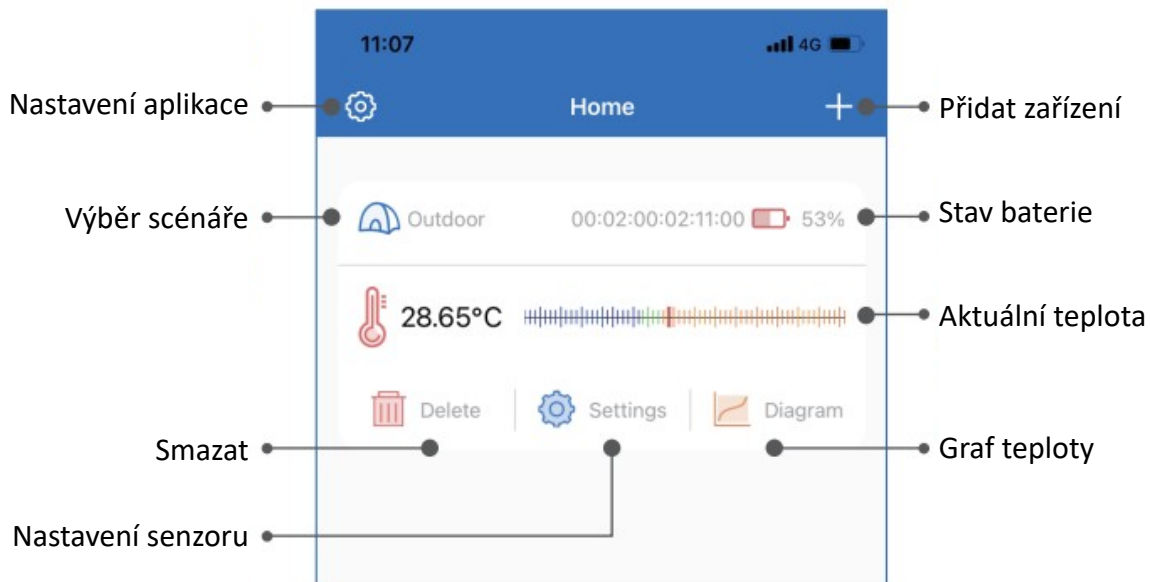 11:07
4G
Nastavení aplikace
Home
Přidat zařízení
Výběr scénáře
Outdoor
00:02:00:02:11:00
53%
Stav baterie
28.65°C
Aktuální teplota
Delete
Settings
Diagram
Smazat
Graf teploty
Nastavení senzoru